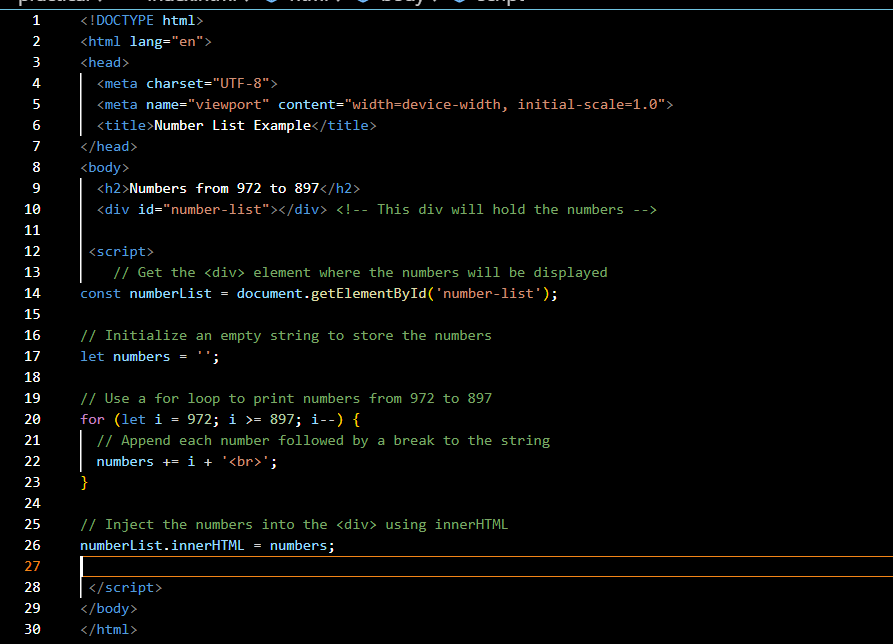 1 <!DOCTYPE html>
2 <html lang="en">
3 <head>
4 <meta charset="UTF-8">
5 <meta name="viewport" content="width=device-width, initial-scale=1.0">
6 <title>Number List Example</title>
7 </head>
8 <body>
9 <h2>Numbers from 972 to 897</h2>
10 <div id="number-list"></div> <!-- This div will hold the numbers -->
11
12 <script>
13 // Get the <div> element where the numbers will be displayed
14 const numberList = document.getElementById('number-list');
15
16 // Initialize an empty string to store the numbers
17 let numbers = '';
18
19 // Use a for loop to print numbers from 972 to 897
20 for (let i = 972; i >= 897; i--) {
21 // Append each number followed by a break to the string
22 numbers += i + '<br>';
23 }
24
25 // Inject the numbers into the <div> using innerHTML
26 numberList.innerHTML = numbers;
27
28 </script>
29 </body>
30 </html>